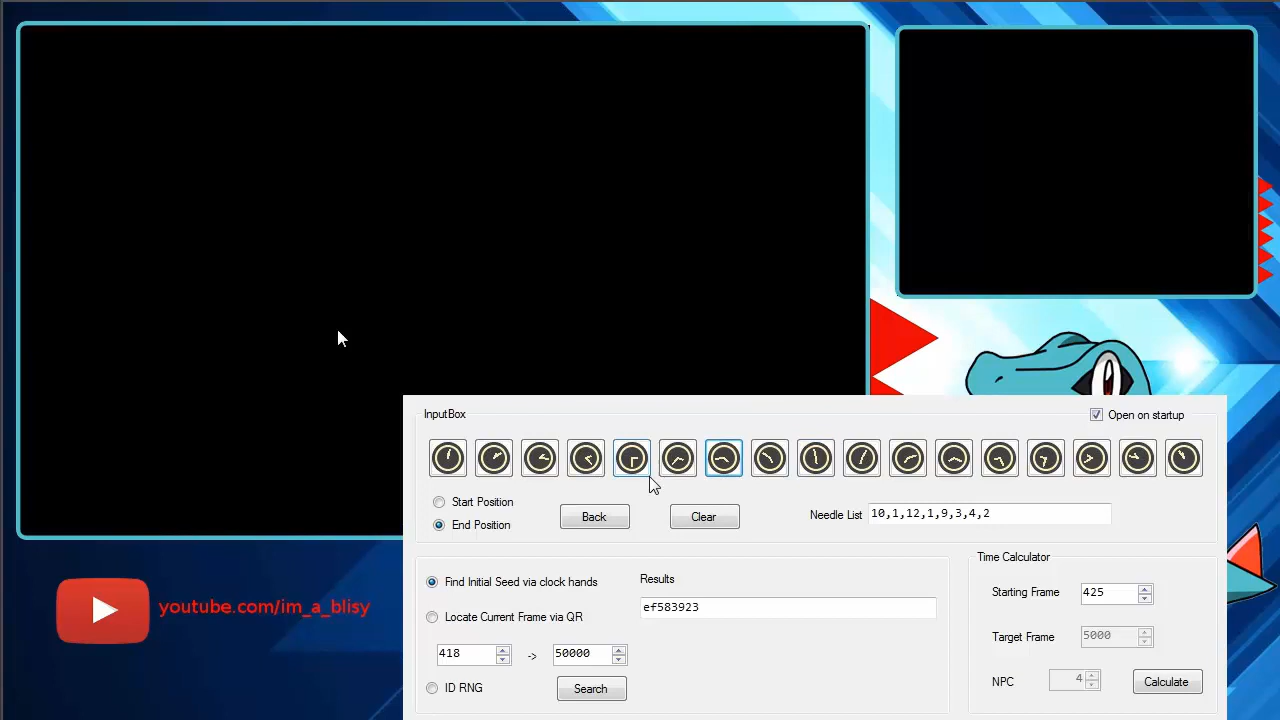 InputBox
Open on startup
Start Position
End Position
Back
Clear
Needle List
10,1,12,1,9,3,4,2
Find Initial Seed via clock hands
Locate Current Frame via QR
418
->
50000
ID RNG
Search
Results
ef583923
Time Calculator
Starting Frame
425
Target Frame
5000
NPC
4
Calculate
youtube.com/im_a_blisy